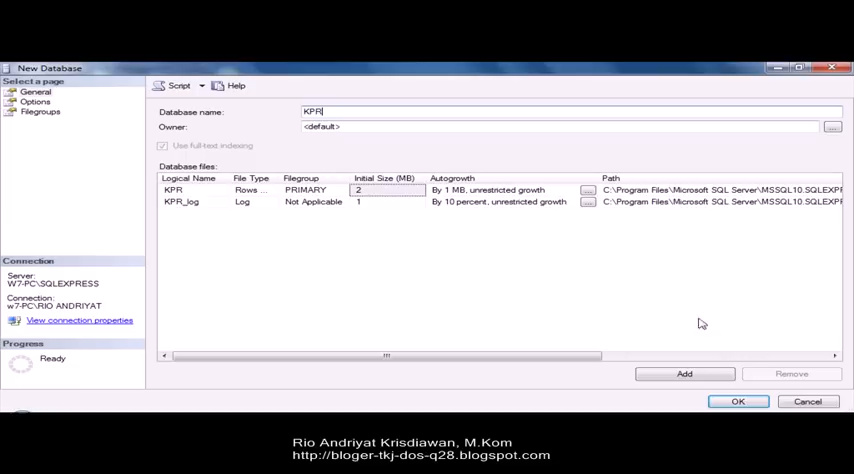 New Database
Select a page
General
Options
Filegroups
Script
Help
Database name:
KPR
Owner:
<default>
...
Use full-text indexing
Database files:
Logical Name File Type Filegroup Initial Size (MB) Autogrowth Path
KPR Rows ... PRIMARY 2 By 1 MB, unrestricted growth ... C:\Program Files\Microsoft SQL Server\MSSQL10.SQLEXPR
KPR_log Log Not Applicable 1 By 10 percent, unrestricted growth ... C:\Program Files\Microsoft SQL Server\MSSQL10.SQLEXPR
Connection
Server:
W7-PC\SQLEXPRESS
Connection:
w7-PC\RIO ANDRIYAT
View connection properties
Progress
Ready
Add
Remove
OK
Cancel
Rio Andriyat Krisdiawan, M.Kom
http://bloger-tkj-dos-q28.blogspot.com